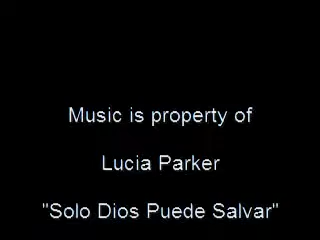 Music is property of
Lucia Parker
"Solo Dios Puede Salvar"